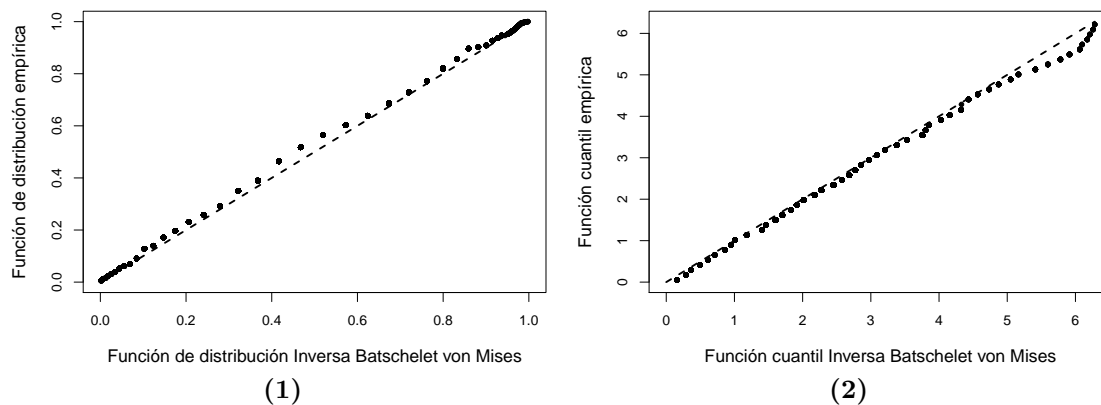 Función de distribución empírica
1.0
0.8
0.6
0.4
0.2
0.0
0.0 0.2 0.4 0.6 0.8 1.0
Función de distribución Inversa Batschelet von Mises
(1)
Función cuantil empírica
6
5
4
3
2
1
0
0 1 2 3 4 5 6
Función cuantil Inversa Batschelet von Mises
(2)